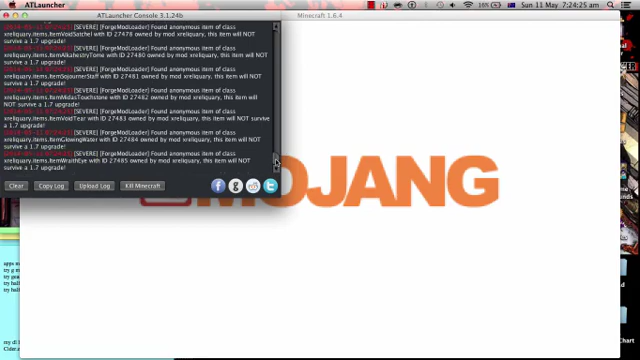 ATLauncher
16%
Sun 11 May 7:24:25 am
ATLauncher Console 3.1.24b
Minecraft 1.6.4
xreliquary.items.ItemVoidSatchel with ID 27478 owned by mod xreliquary, this item will NOT
survive a 1.7 upgrade!
[SEVERE] [ForgeModLoader] Found anonymous item of class
xreliquary.items.ItemAlkahestryTome with ID 27480 owned by mod xreliquary, this item will
NOT survive a 1.7 upgrade!
[SEVERE] [ForgeModLoader] Found anonymous item of class
xreliquary.items.ItemSojournerStaff with ID 27481 owned by mod xreliquary, this item will NOT
survive a 1.7 upgrade!
[SEVERE] [ForgeModLoader] Found anonymous item of class
xreliquary.items.ItemMidasTouchstone with ID 27482 owned by mod xreliquary, this item will
NOT survive a 1.7 upgrade!
[SEVERE] [ForgeModLoader] Found anonymous item of class
xreliquary.items.ItemVoidTear with ID 27483 owned by mod xreliquary, this item will NOT survive
a 1.7 upgrade!
[SEVERE] [ForgeModLoader] Found anonymous item of class
xreliquary.items.ItemGlowingWater with ID 27484 owned by mod xreliquary, this item will NOT
survive a 1.7 upgrade!
[SEVERE] [ForgeModLoader] Found anonymous item of class
xreliquary.items.ItemWraithEye with ID 27485 owned by mod xreliquary, this item will NOT
survive a 1.7 upgrade!
Clear
Copy Log
Upload Log
Kill Minecraft
MOJANG
Chart